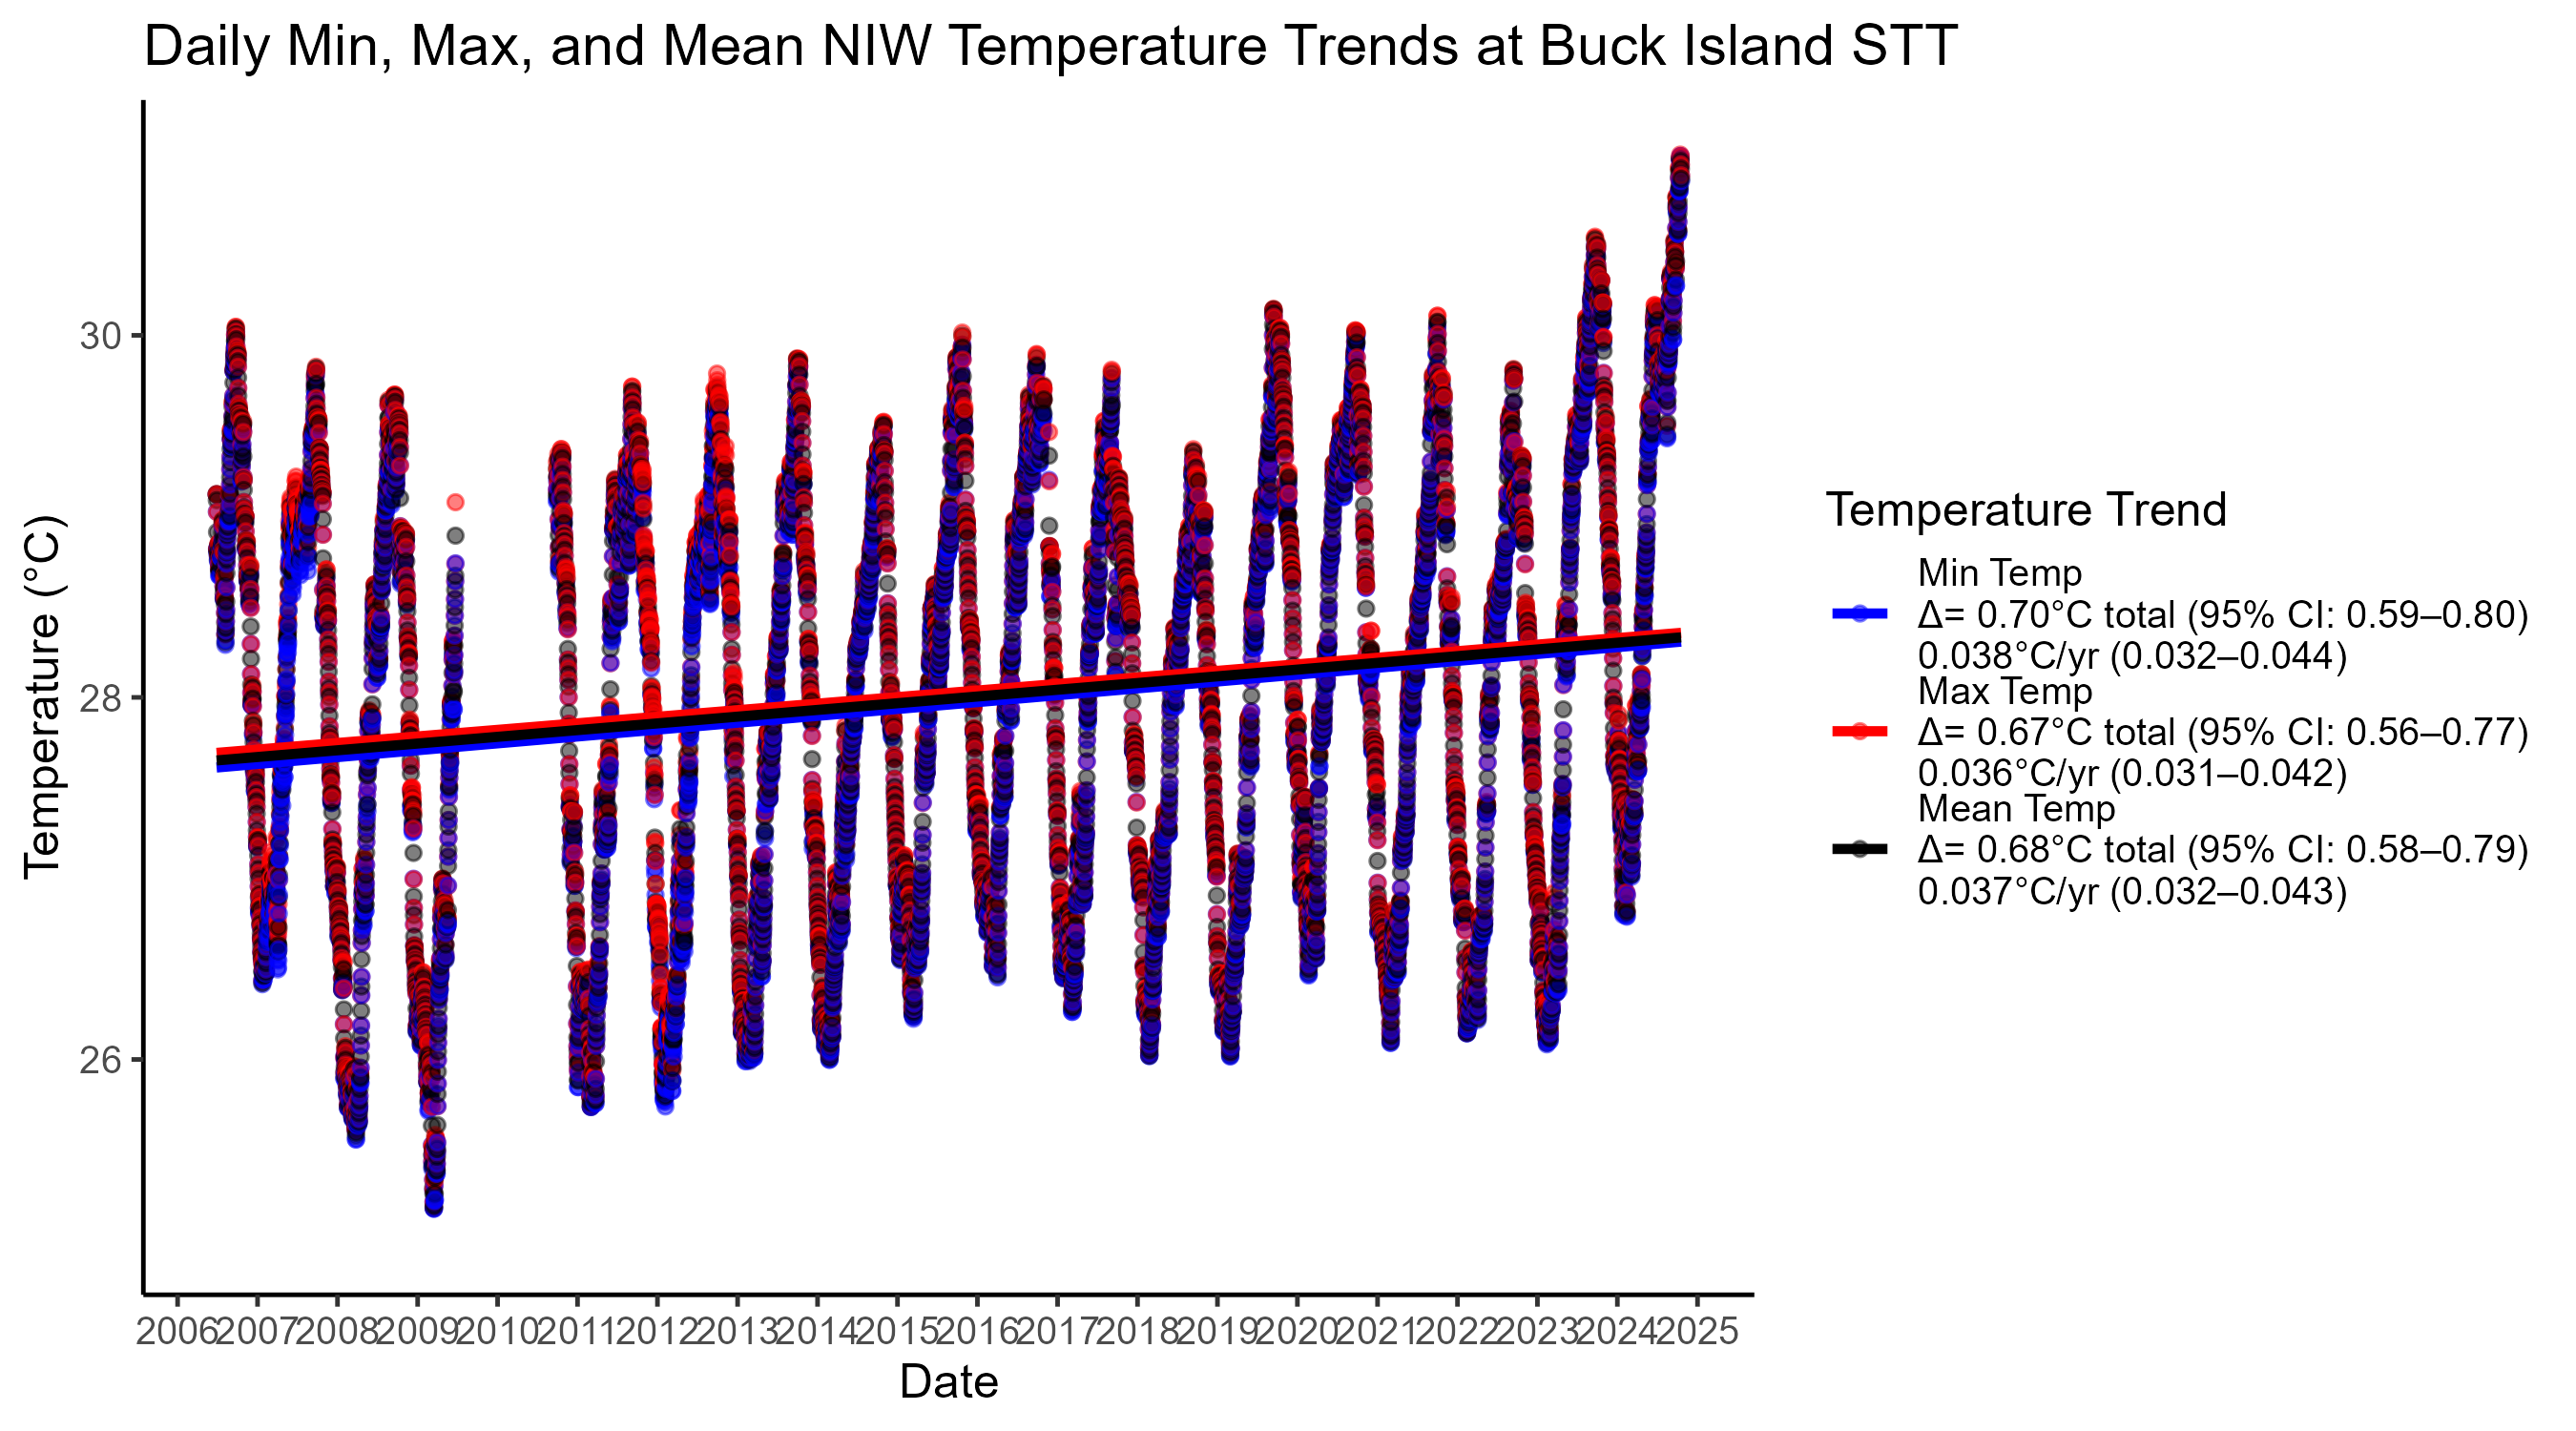 Daily Min, Max, and Mean NIW Temperature Trends at Buck Island STT
Temperature (°C)
30
28
26
2006 2007 2008 2009 2010 2011 2012 2013 2014 2015 2016 2017 2018 2019 2020 2021 2022 2023 2024 2025
Date
Temperature Trend
Min Temp
Δ= 0.70°C total (95% CI: 0.59–0.80)
0.038°C/yr (0.032–0.044)
Max Temp
Δ= 0.67°C total (95% CI: 0.56–0.77)
0.036°C/yr (0.031–0.042)
Mean Temp
Δ= 0.68°C total (95% CI: 0.58–0.79)
0.037°C/yr (0.032–0.043)